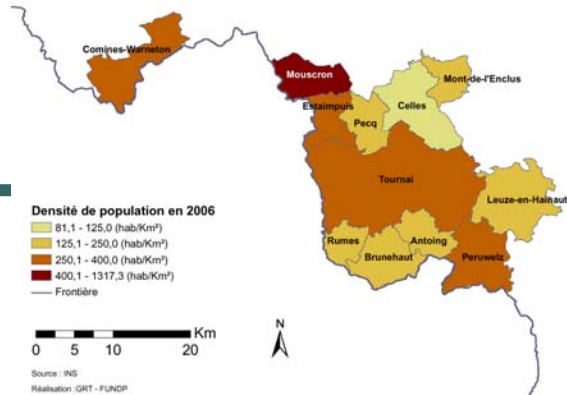 Comines-Warneton
Mouscron
Mont-de-l'Enclus
Estaimpuis
Celles
Pecq
Tournai
Leuze-en-Hainaut
Rumes
Antoing
Brunehaut
Peruwelz
Densité de population en 2006
81,1 - 125,0 (hab/Km²)
125,1 - 250,0 (hab/Km²)
250,1 - 400,0 (hab/Km²)
400,1 - 1317,3 (hab/Km²)
Frontière
Km
0 5 10 20
N
Source : INS
Réalisation :GRT - FUNDP